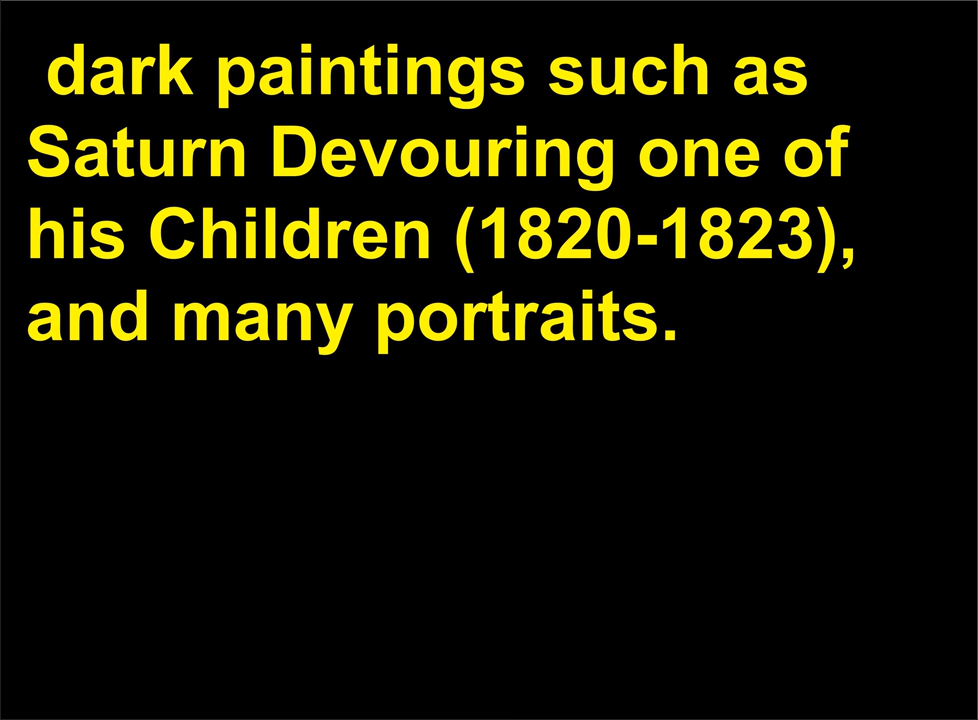 dark paintings such as
Saturn Devouring one of
his Children (1820-1823),
and many portraits.